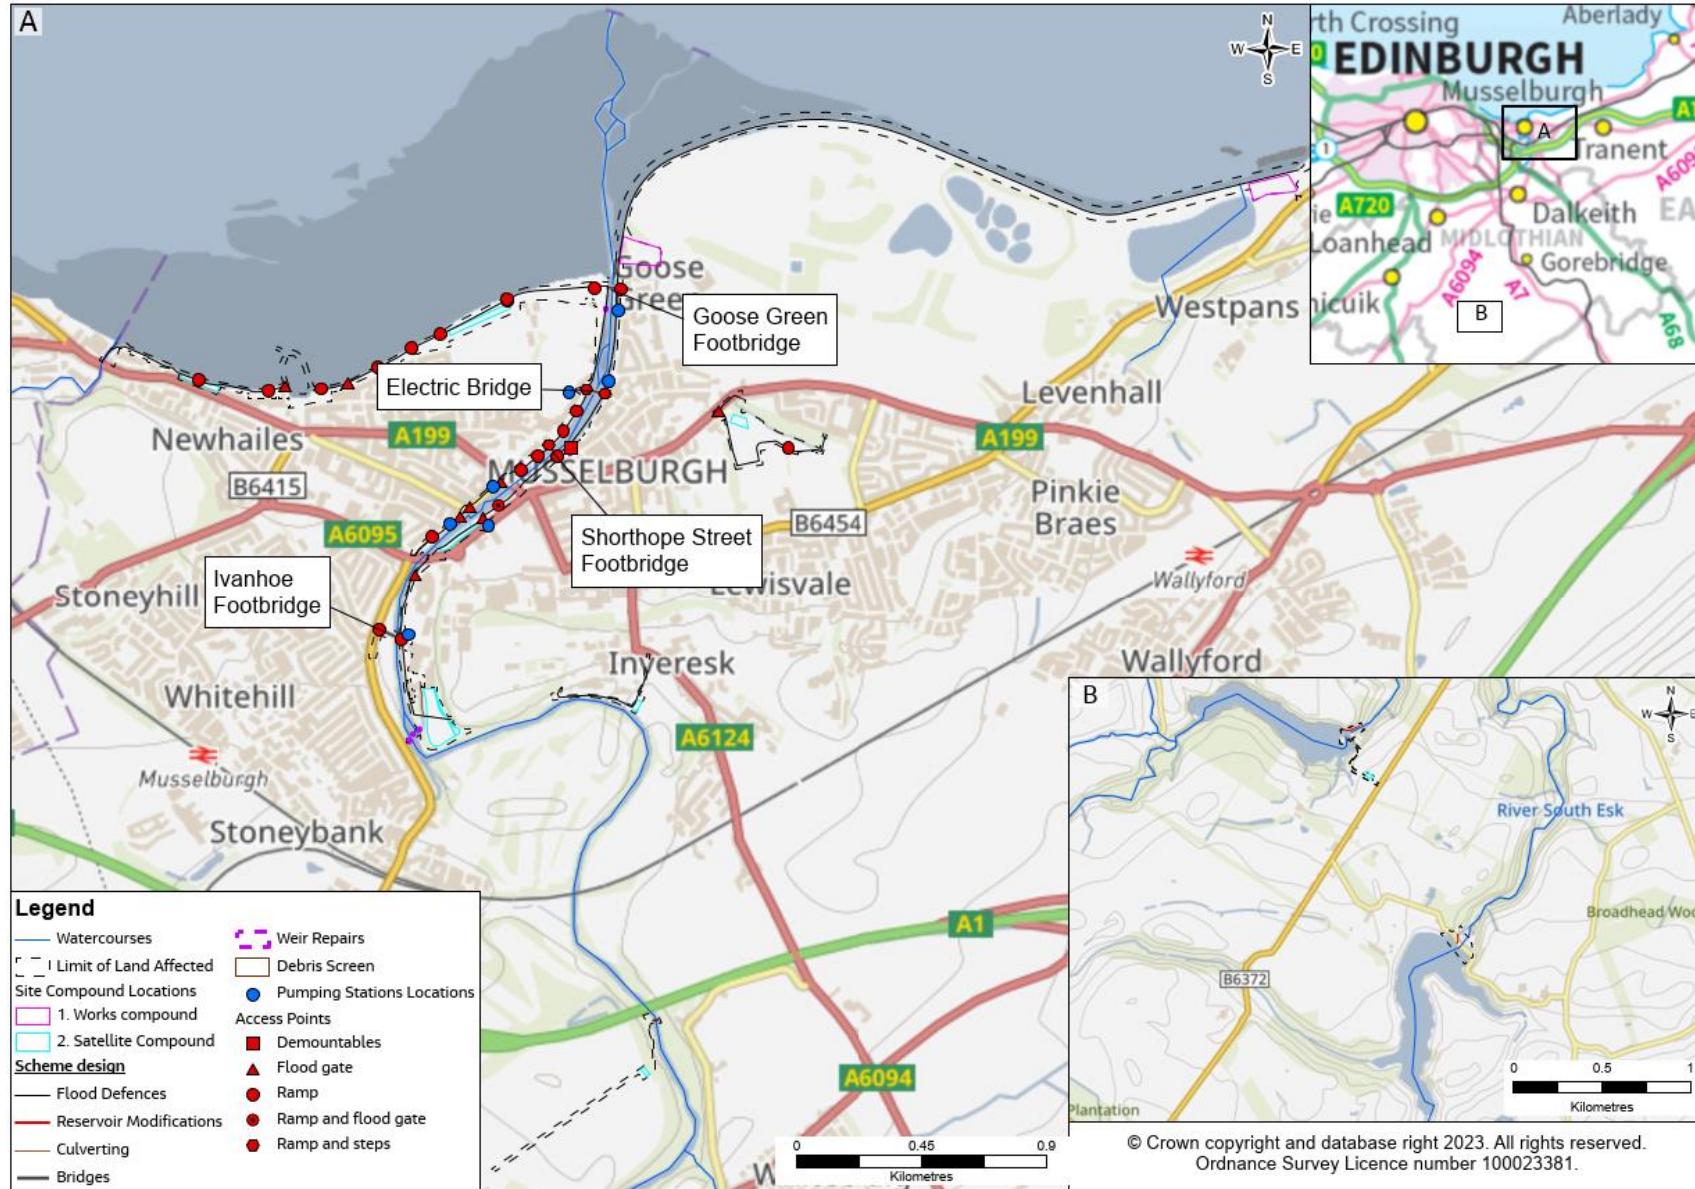 A
N
W E
S
rth Crossing
Aberlady
EDINBURGH
Musselburgh
A
Tranent
A720
Dalkeith
Loanhead
MIDLOTHIAN
Gorebridge
A6094
A7
A68
B
nicuik
1
Goose
Green
Goose Green
Footbridge
Westpans
Electric Bridge
Levenhall
Newhailes
A199
A199
MUSSELBURGH
B6415
Pinkie
Braes
B6454
A6095
Shorthope Street
Footbridge
Ivanhoe
Footbridge
Stoneyhill
Lewisvale
Wallyford
Inveresk
Wallyford
Whitehill
A6124
Musselburgh
Stoneybank
A1
A6094
B
N
W E
S
River South Esk
Broadhead Woo
B6372
Plantation
0 0.5 1
Kilometres
Legend
Watercourses
Limit of Land Affected
Site Compound Locations
1. Works compound
2. Satellite Compound
Scheme design
Flood Defences
Reservoir Modifications
Culverting
Bridges
Weir Repairs
Debris Screen
Pumping Stations Locations
Access Points
Demountables
Flood gate
Ramp
Ramp and flood gate
Ramp and steps
0 0.45 0.9
Kilometres
© Crown copyright and database right 2023. All rights reserved.
Ordnance Survey Licence number 100023381.